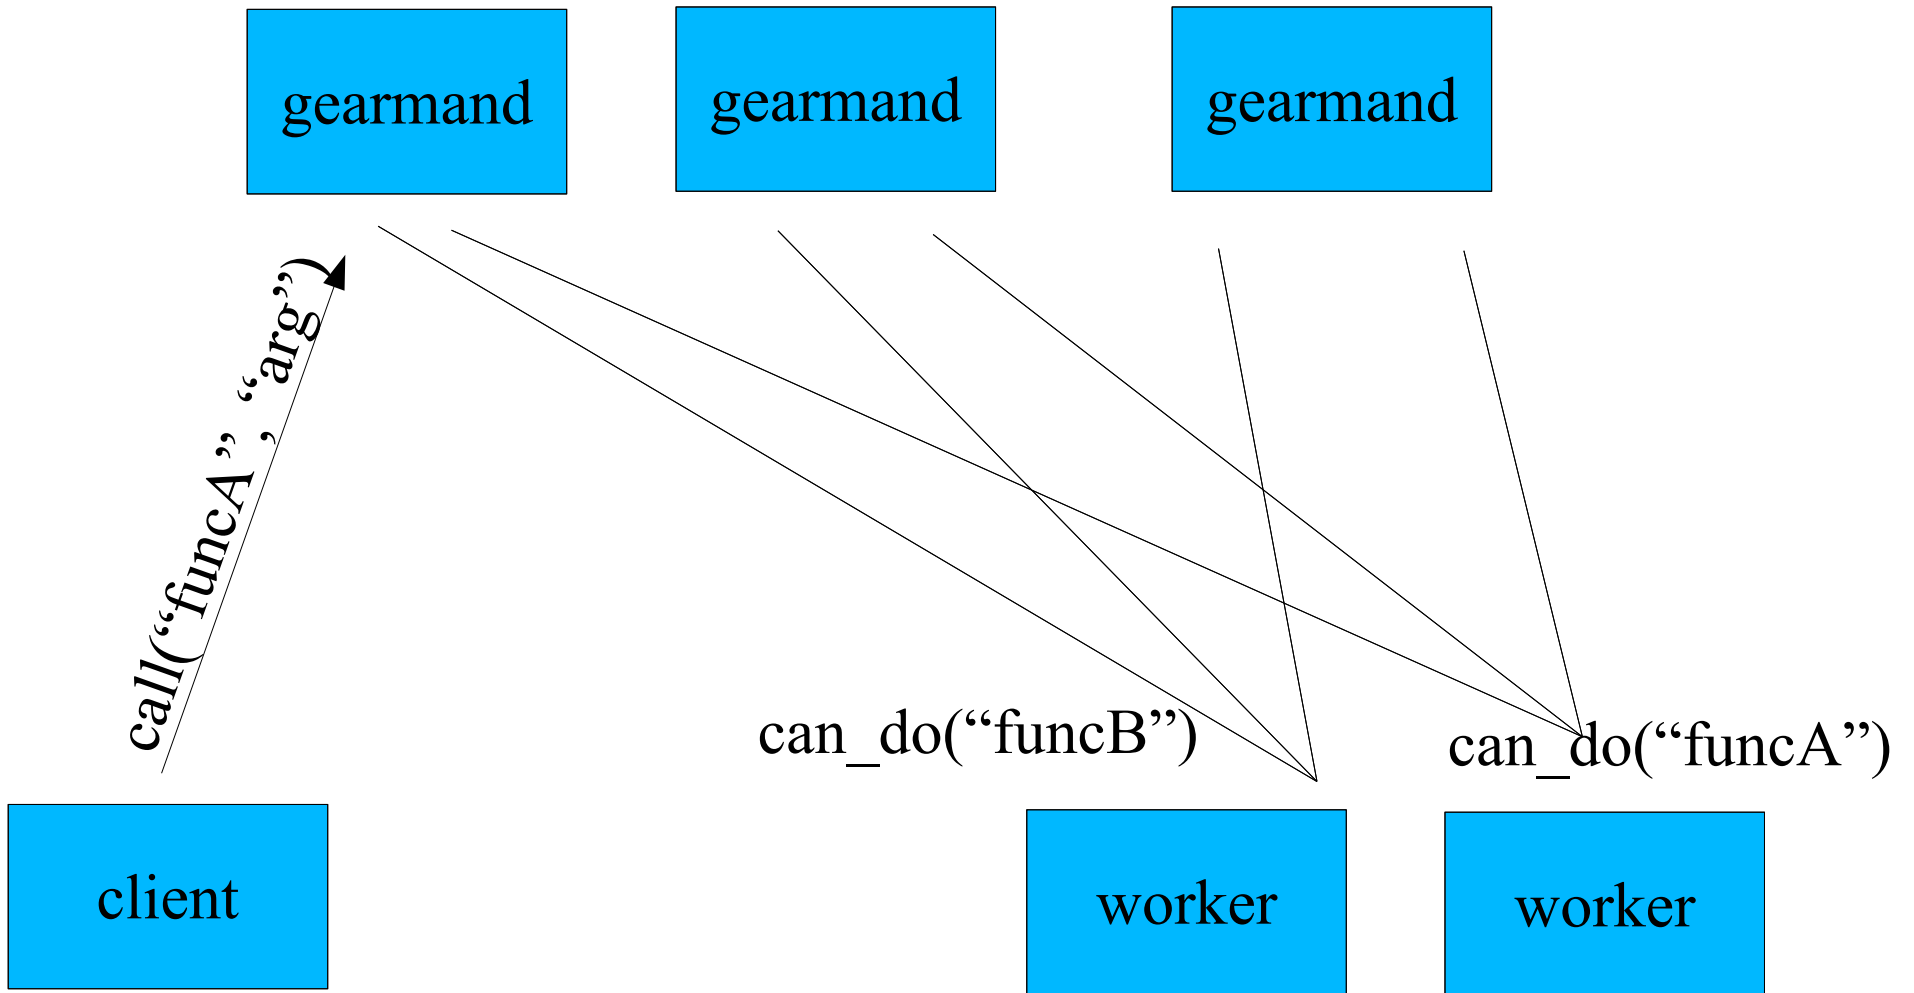 gearmand
gearmand
gearmand
call(“funcA”, “arg”)
can_do(“funcB”)
can_do(“funcA”)
client
worker
worker